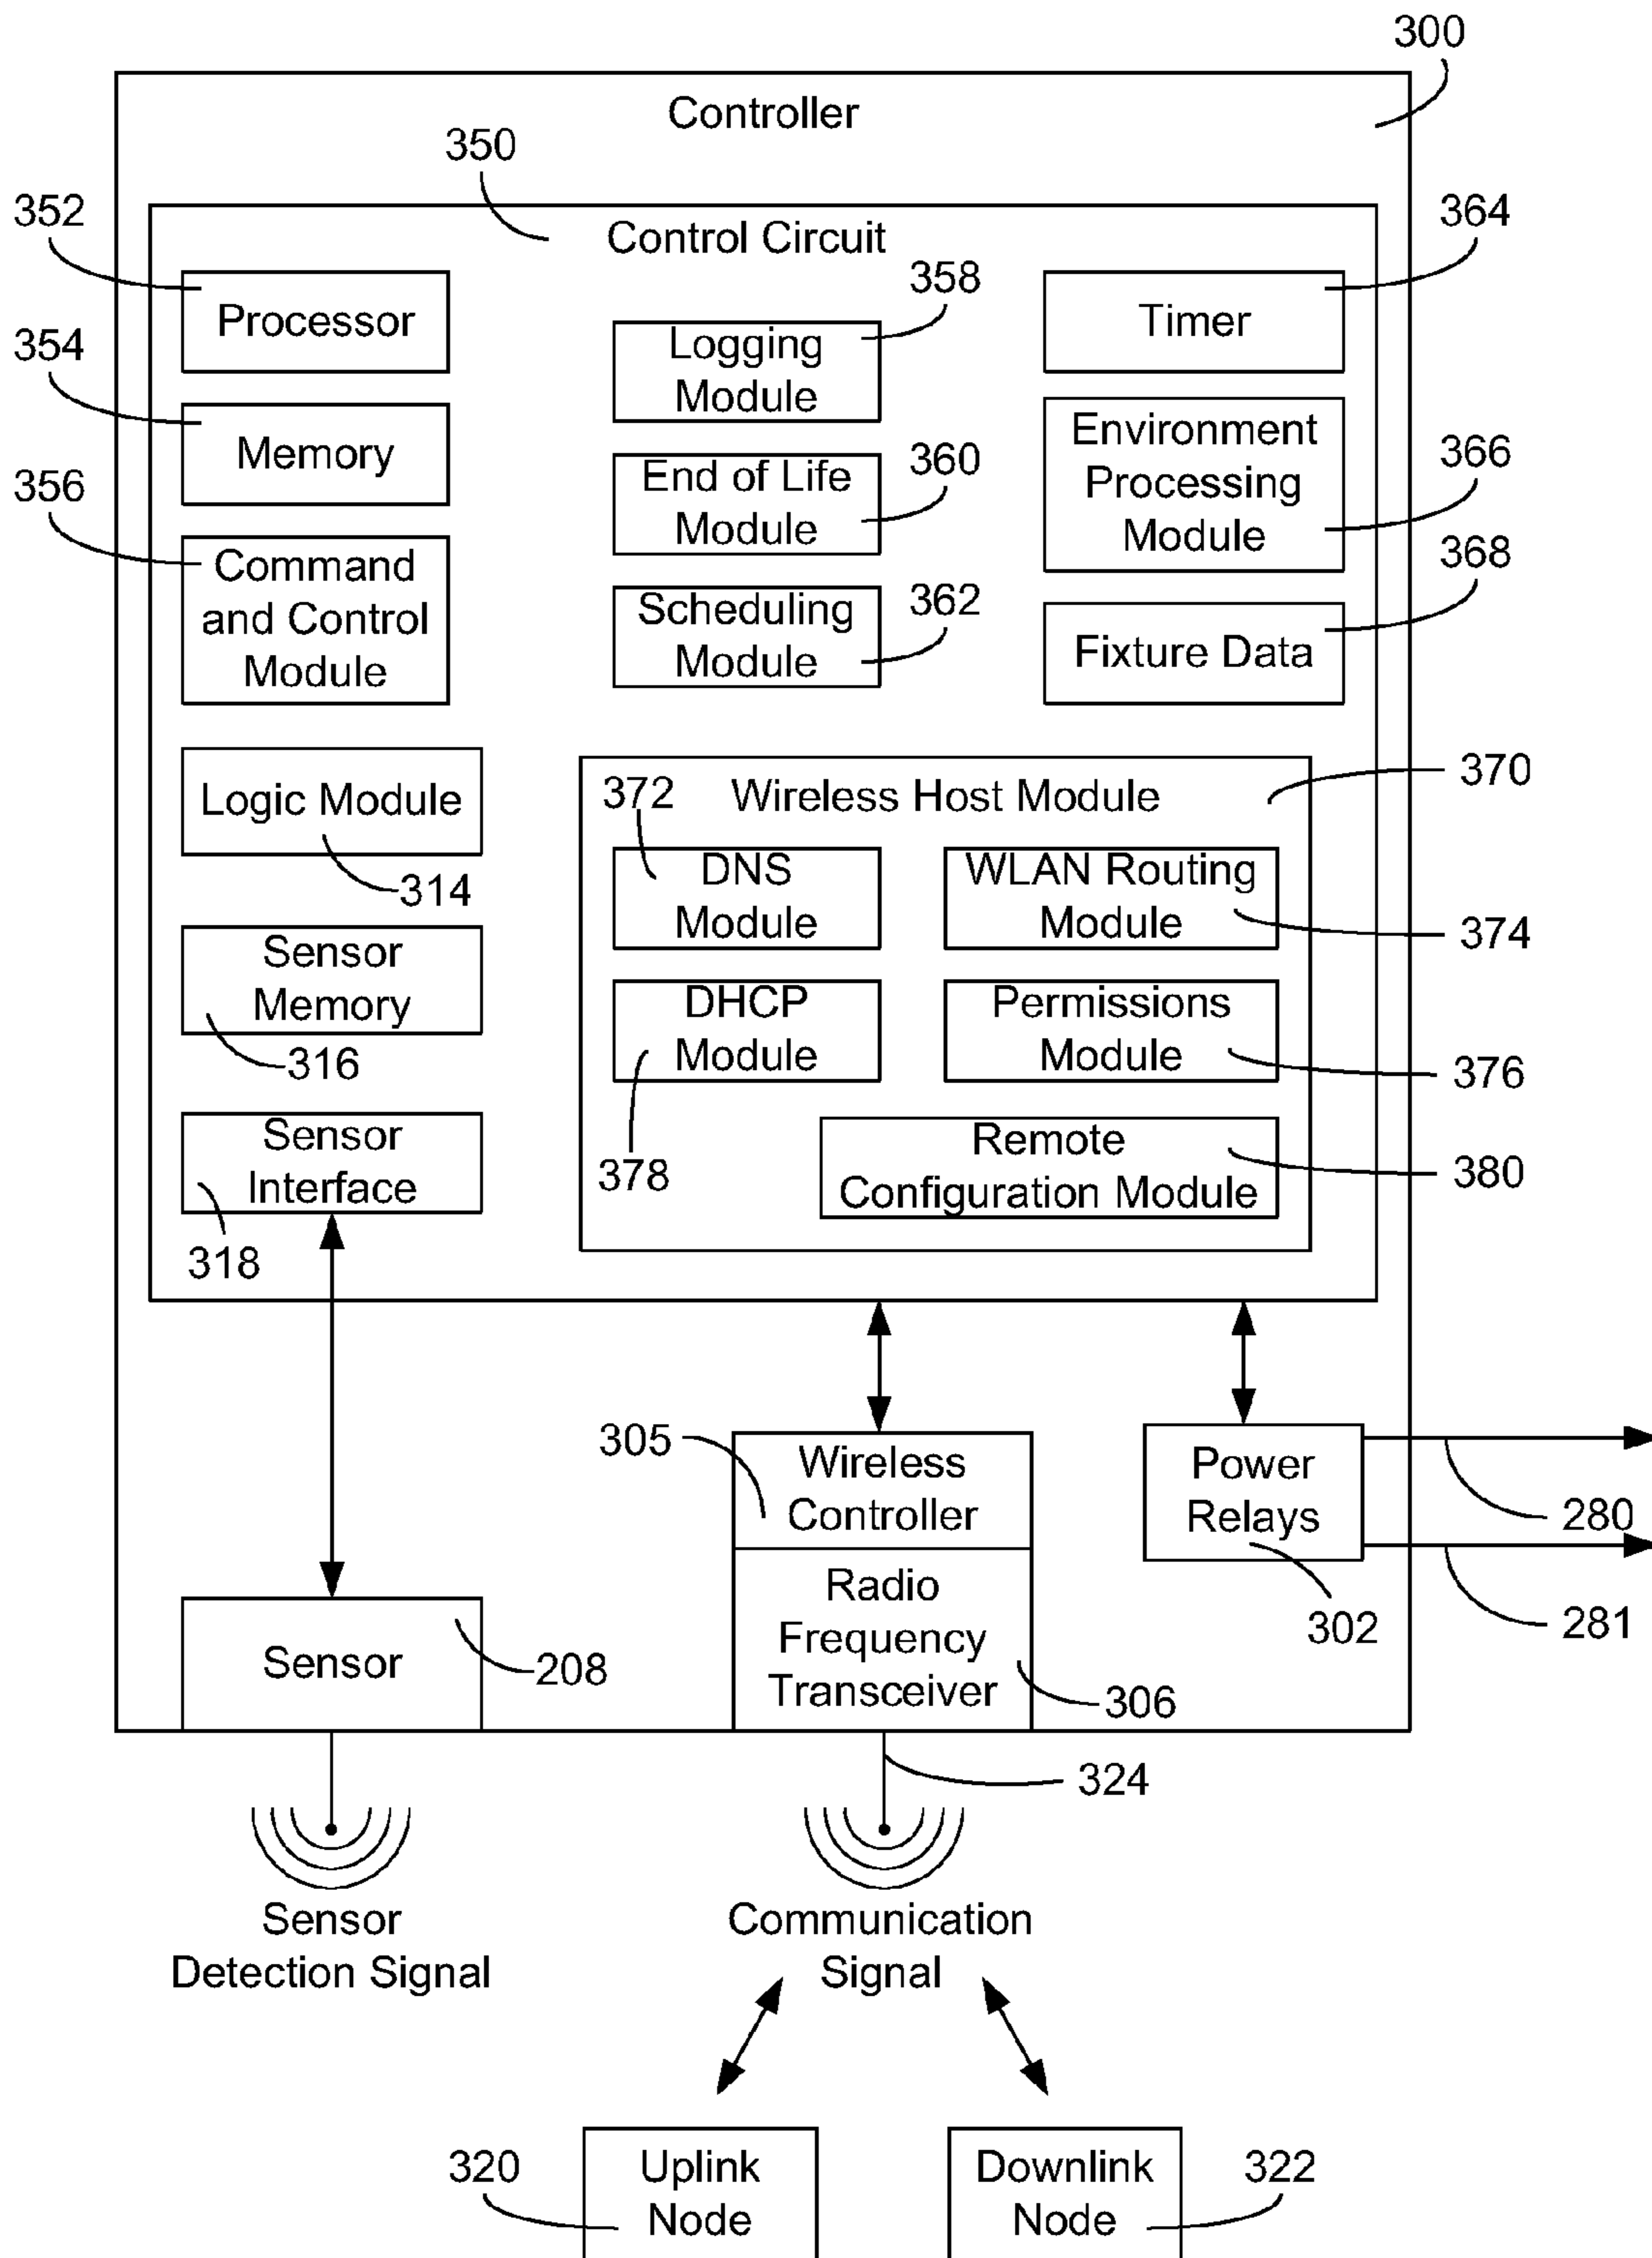 300
Controller
350
352
364
Control Circuit
358
Processor
Timer
Logging
Module
354
Environment
Processing
Module
Memory
360
366
End of Life
Module
356
Command
and Control
Module
368
Scheduling
Module
362
Fixture Data
370
372
Wireless Host Module
Logic Module
314
DNS
Module
WLAN Routing
Module
374
Sensor
Memory
316
DHCP
Module
Permissions
Module
376
Sensor
Interface
318
378
Remote
Configuration Module
380
305
Wireless
Controller
Power
Relays
280
302
281
Radio
Frequency
Transceiver
306
Sensor
208
324
Sensor
Detection Signal
Communication
Signal
320
Uplink
Node
Downlink
Node
322